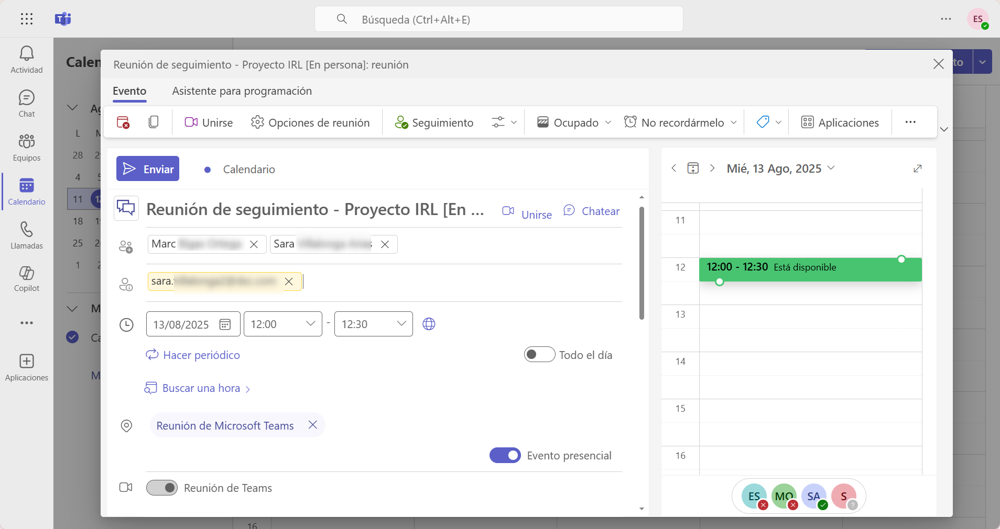 Búsqueda (Ctrl+Alt+E)
ES
Actividad
Chat
Equipos
Calendario
Llamadas
Copilot
Aplicaciones
Calen
to
Ag
L M
28 29
4 5
11 12
18 19
25 2
1 2
M
Ca
M
Reunión de seguimiento - Proyecto IRL [En persona]: reunión
Evento Asistente para programación
Unirse Opciones de reunión Seguimiento Ocupado No recordármelo Aplicaciones
Enviar Calendario
Reunión de seguimiento - Proyecto IRL [En ... Unirse Chatear
Marc Sara
sara.
13/08/2025 12:00 - 12:30
Hacer periódico Todo el día
Buscar una hora
Reunión de Microsoft Teams
Evento presencial
Reunión de Teams
Mié, 13 Ago, 2025
11
12 12:00 - 12:30 Está disponible
13
14
15
16
ES MO SA S
16